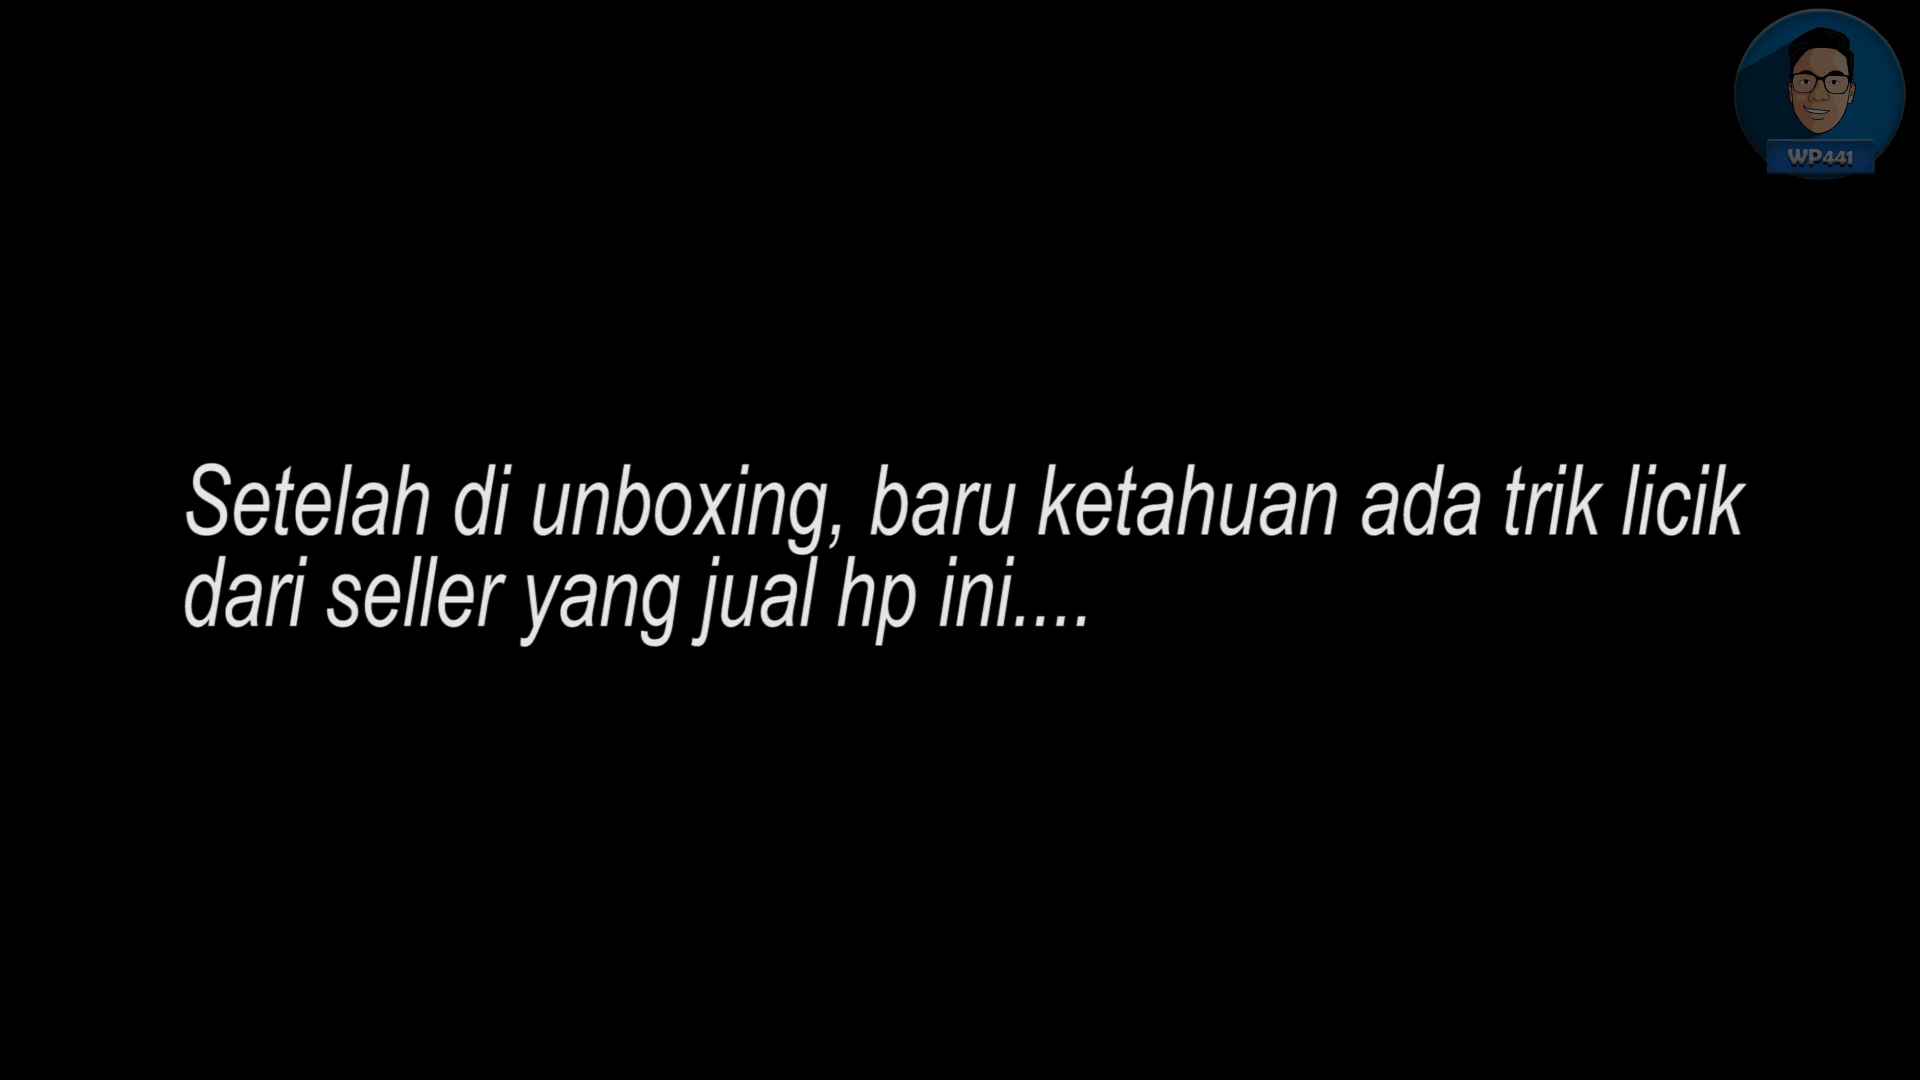 WP441
Setelah di unboxing, baru ketahuan ada trik licik
dari seller yang jual hp ini....